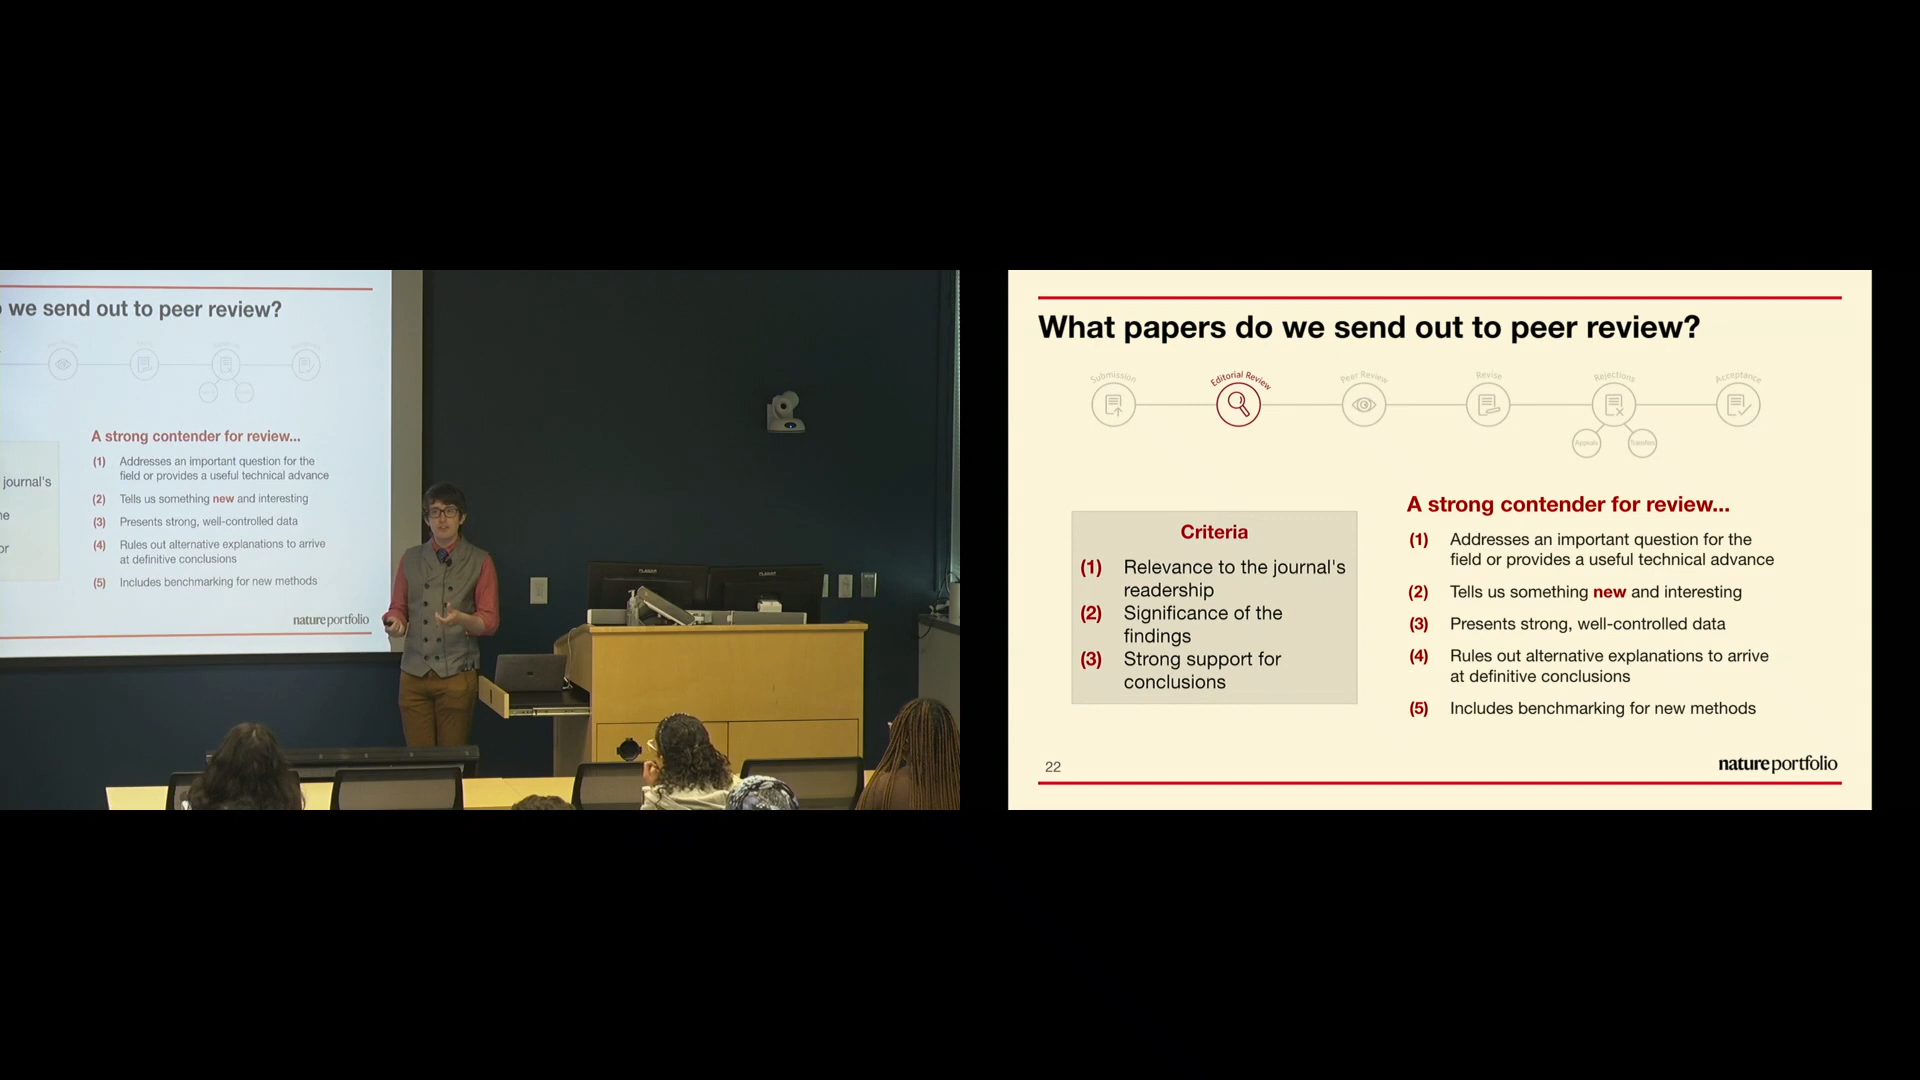 we send out to peer review?
A strong contender for review...
(1) Addresses an important question for the
field or provides a useful technical advance
(2) Tells us something new and interesting
(3) Presents strong, well-controlled data
(4) Rules out alternative explanations to arrive
at definitive conclusions
(5) Includes benchmarking for new methods
journal's
nature portfolio
What papers do we send out to peer review?
Submission
Editorial Review
Peer Review
Revise
Rejections
Acceptance
Appeals
Transfers
Criteria
(1) Relevance to the journal's
readership
(2) Significance of the
findings
(3) Strong support for
conclusions
A strong contender for review...
(1) Addresses an important question for the
field or provides a useful technical advance
(2) Tells us something new and interesting
(3) Presents strong, well-controlled data
(4) Rules out alternative explanations to arrive
at definitive conclusions
(5) Includes benchmarking for new methods
22
nature portfolio